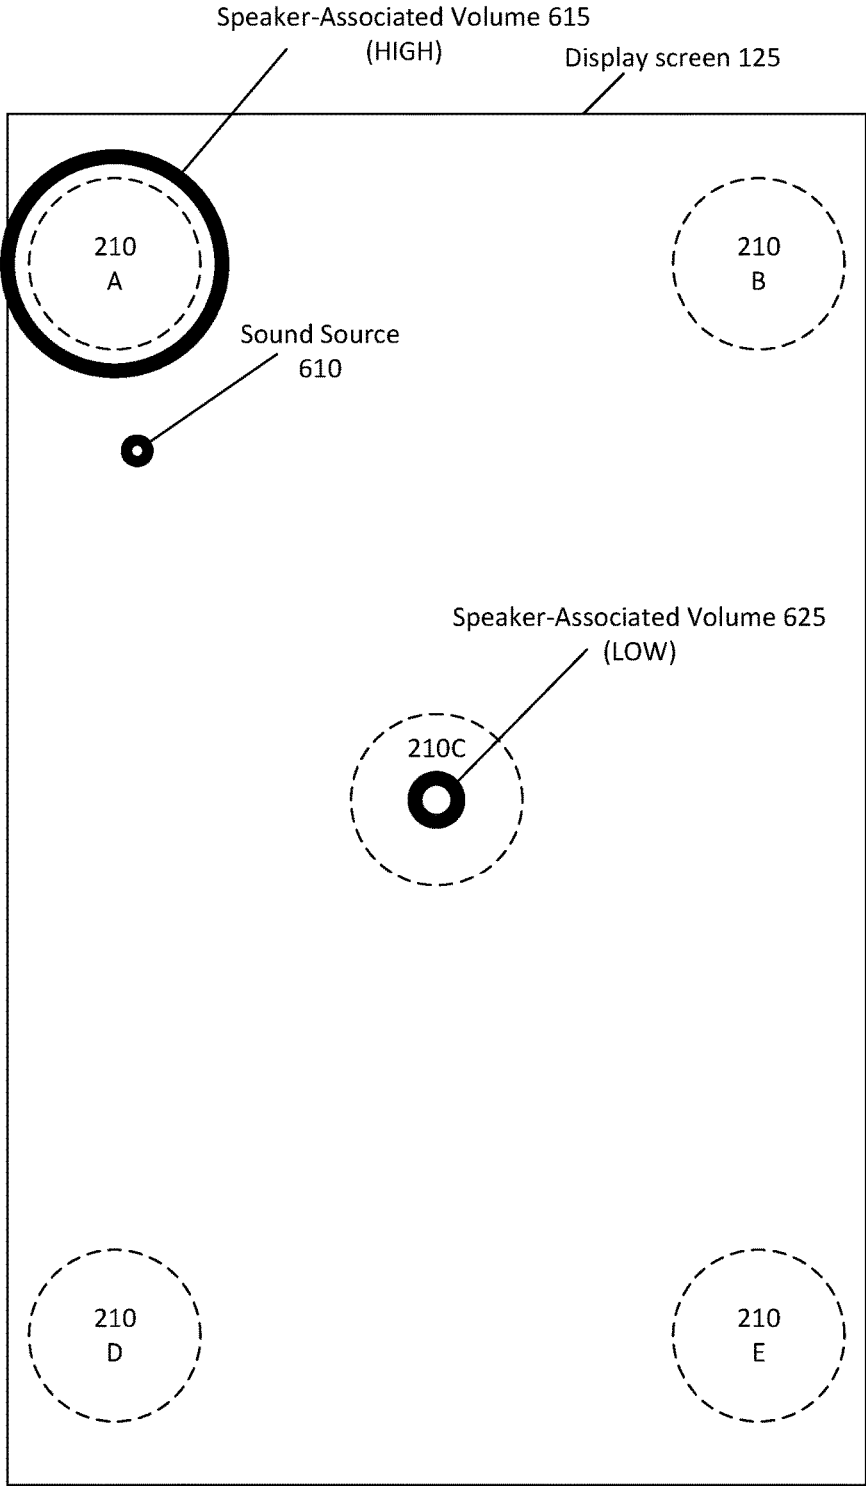 Speaker-Associated Volume 615
(HIGH)
Display screen 125
210
A
210
B
Sound Source
610
Speaker-Associated Volume 625
(LOW)
210C
210
D
210
E